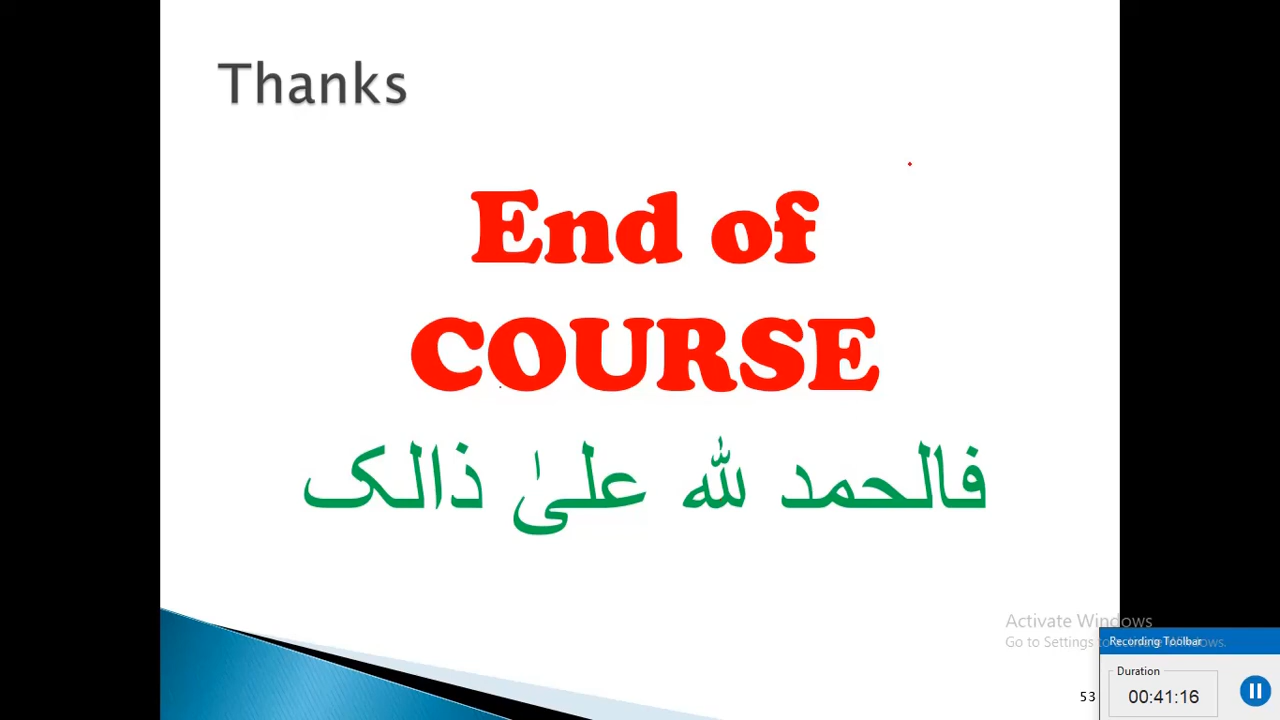 Thanks
End of
COURSE
فالحمد لله علىٰ ذالک
Activate Windows
Go to Settings to activate Windows.
Recording Toolbar
Duration
00:41:16
53